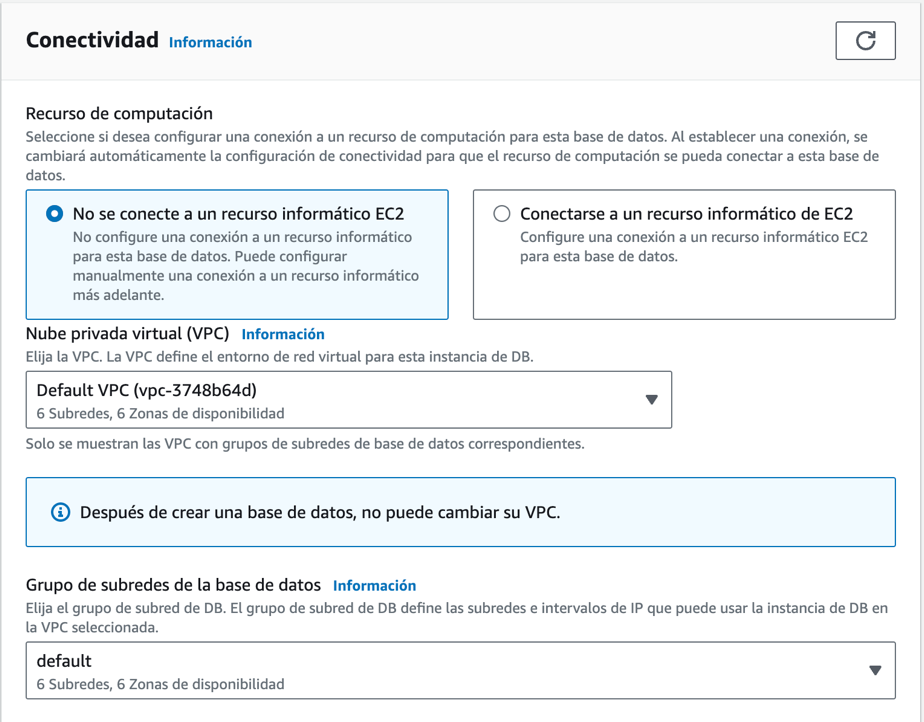 Conectividad Información
Recurso de computación
Seleccione si desea configurar una conexión a un recurso de computación para esta base de datos. Al establecer una conexión, se
cambiará automáticamente la configuración de conectividad para que el recurso de computación se pueda conectar a esta base de
datos.
No se conecte a un recurso informático EC2
No configure una conexión a un recurso informático
para esta base de datos. Puede configurar
manualmente una conexión a un recurso informático
más adelante.
Conectarse a un recurso informático de EC2
Configure una conexión a un recurso informático EC2
para esta base de datos.
Nube privada virtual (VPC) Información
Elija la VPC. La VPC define el entorno de red virtual para esta instancia de DB.
Default VPC (vpc-3748b64d)
6 Subredes, 6 Zonas de disponibilidad
Solo se muestran las VPC con grupos de subredes de base de datos correspondientes.
Después de crear una base de datos, no puede cambiar su VPC.
Grupo de subredes de la base de datos Información
Elija el grupo de subred de DB. El grupo de subred de DB define las subredes e intervalos de IP que puede usar la instancia de DB en
la VPC seleccionada.
default
6 Subredes, 6 Zonas de disponibilidad